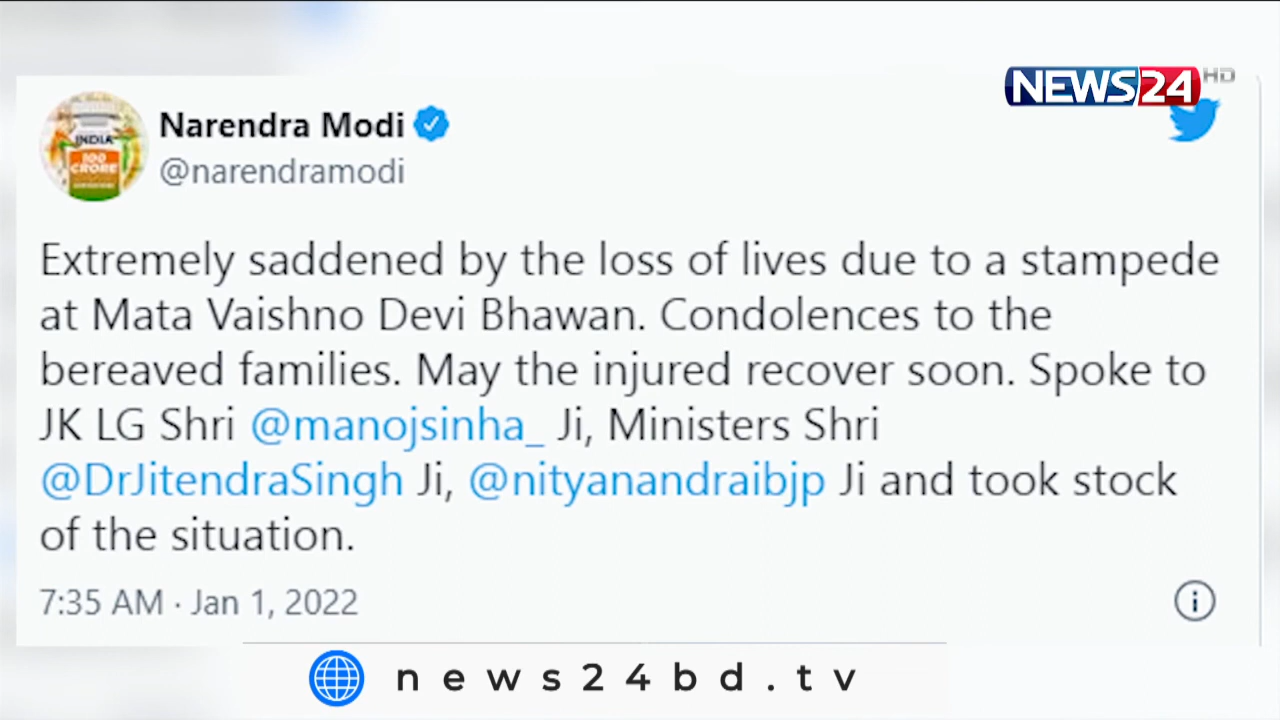 NEWS24 HD
Narendra Modi
@narendramodi
INDIA
100
CRORE
Extremely saddened by the loss of lives due to a stampede
at Mata Vaishno Devi Bhawan. Condolences to the
bereaved families. May the injured recover soon. Spoke to
JK LG Shri @manojsinha_ Ji, Ministers Shri
@DrJitendraSingh Ji, @nityanandraibjp Ji and took stock
of the situation.
7:35 AM · Jan 1, 2022
news24bd.tv